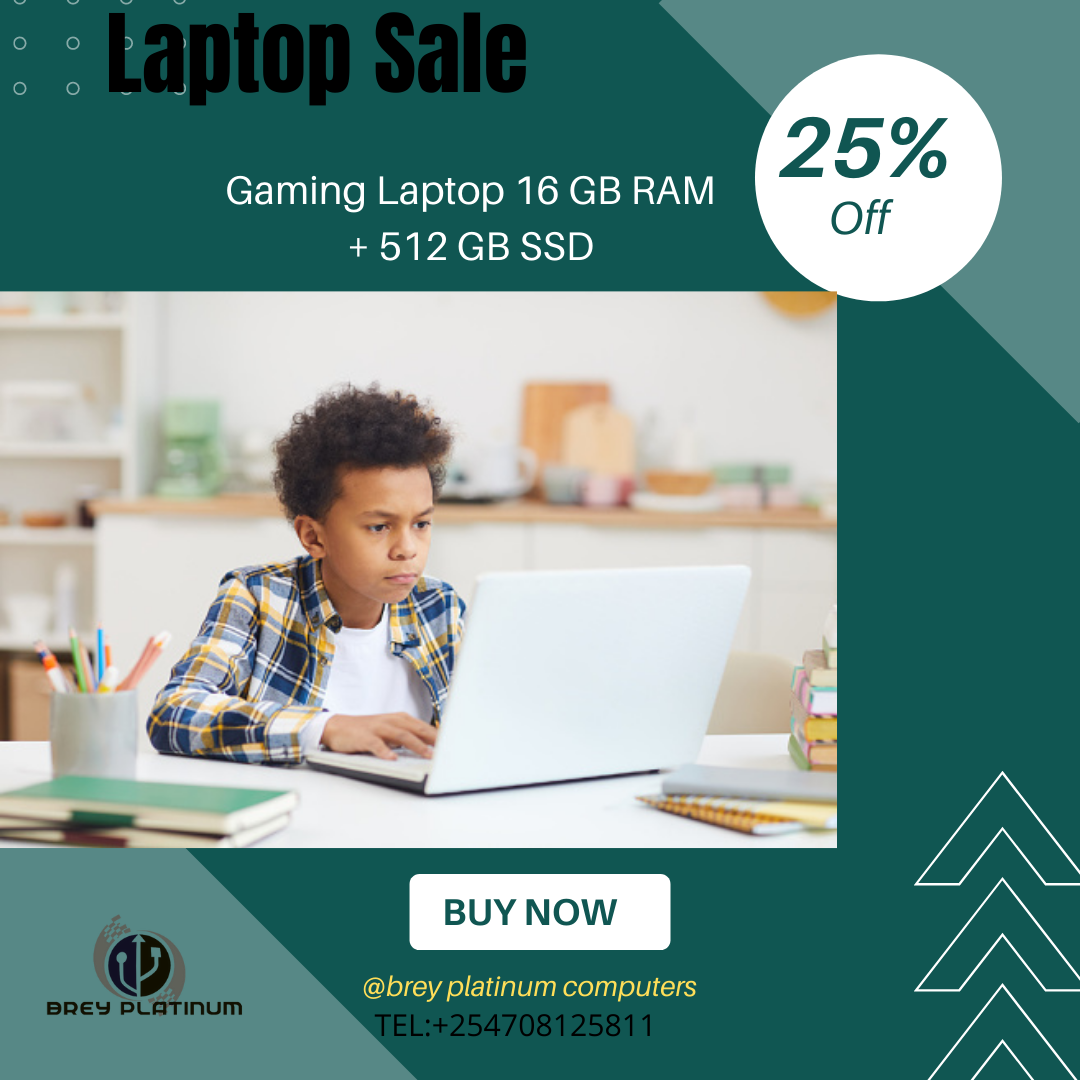 Laptop Sale
25%
Off
Gaming Laptop 16 GB RAM
+ 512 GB SSD
BUY NOW
@brey platinum computers
BREY PLATINUM
TEL:+254708125811